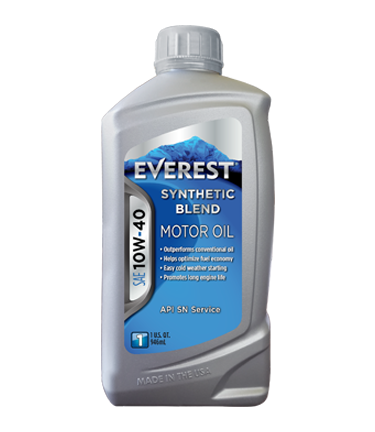 EVEREST
SYNTHETIC
BLEND
MOTOR OIL
SAE 10W-40
• Outperforms conventional oil
• Helps optimize fuel economy
• Easy cold weather starting
• Promotes long engine life
API SN Service
1
1 U.S. QT.
946mL
MADE IN THE U.S.A.